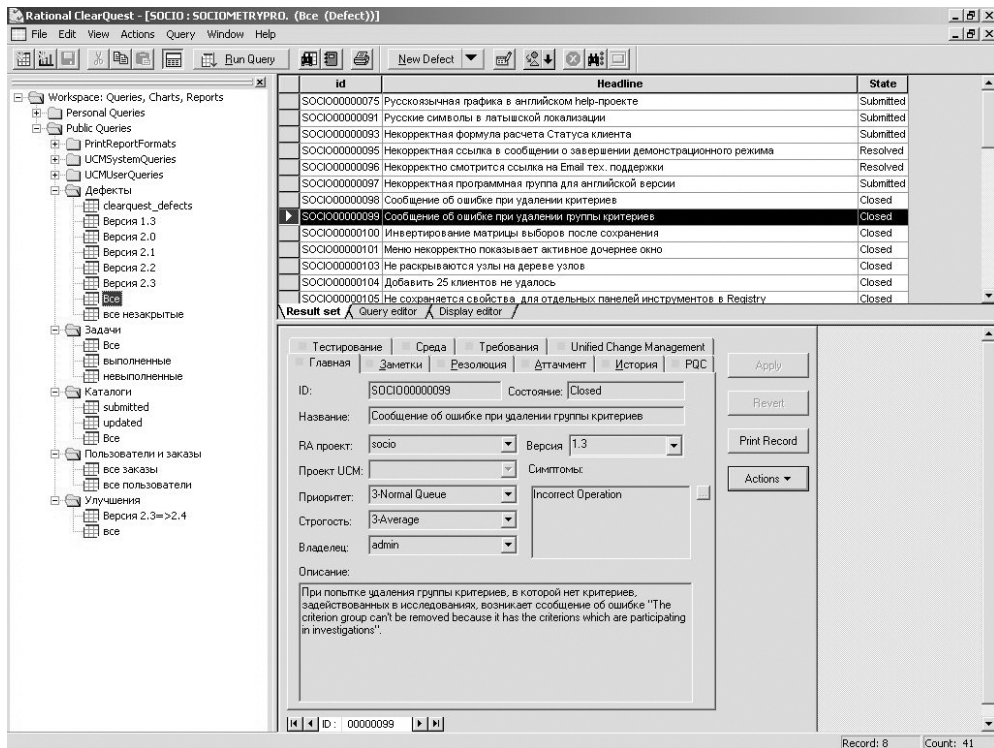 Rational ClearQuest - [SOCIO : SOCIOMETRYPRO. (Все (Defect))]
File Edit View Actions Query Window Help
Run Query New Defect
Workspace: Queries, Charts, Reports
Personal Queries
Public Queries
PrintReportFormats
UCMSystemQueries
UCMUserQueries
Дефекты
clearquest_defects
Версия 1.3
Версия 2.0
Версия 2.1
Версия 2.2
Версия 2.3
Все
все незакрытые
Задачи
Все
выполненные
невыполненные
Каталоги
submitted
updated
Все
Пользователи и заказы
все заказы
все пользователи
Улучшения
Версия 2.3=>2.4
все
id Headline State
SOCIO00000075 Русскоязычная графика в английском help-проекте Submitted
SOCIO00000091 Русские символы в латышской локализации Submitted
SOCIO00000093 Некорректная формула расчета Статуса клиента Submitted
SOCIO00000095 Некорректная ссылка в сообщении о завершении демонстрационного режима Resolved
SOCIO00000096 Некорректно смотрится ссылка на Email тех. поддержки Resolved
SOCIO00000097 Некорректная программная группа для английской версии Submitted
SOCIO00000098 Сообщение об ошибке при удалении критериев Closed
SOCIO00000099 Сообщение об ошибке при удалении группы критериев Closed
SOCIO00000100 Инвертирование матрицы выборов после сохранения Closed
SOCIO00000101 Меню некорректно показывает активное дочернее окно Closed
SOCIO00000103 Не раскрываются узлы на дереве узлов Closed
SOCIO00000104 Добавить 25 клиентов не удалось Closed
SOCIO00000105 Не сохраняется свойства для отдельных панелей инструментов в Registry Closed
Result set Query editor Display editor
Тестирование Среда Требования Unified Change Management
Главная Заметки Резолюция Аттачмент История PQC
ID: SOCIO00000099 Состояние: Closed
Название: Сообщение об ошибке при удалении группы критериев
RA проект: socio Версия 1.3
Проект UCM: Симптомы:
Приоритет: 3-Normal Queue Incorrect Operation
Строгость: 3-Average
Владелец: admin
Описание:
При попытке удаления группы критериев, в которой нет критериев,
задействованных в исследованиях, возникает ссообщение об ошибке "The
criterion group can't be removed because it has the criterions which are participating
in investigations".
Apply
Revert
Print Record
Actions
ID: 00000099
Record: 8 Count: 41